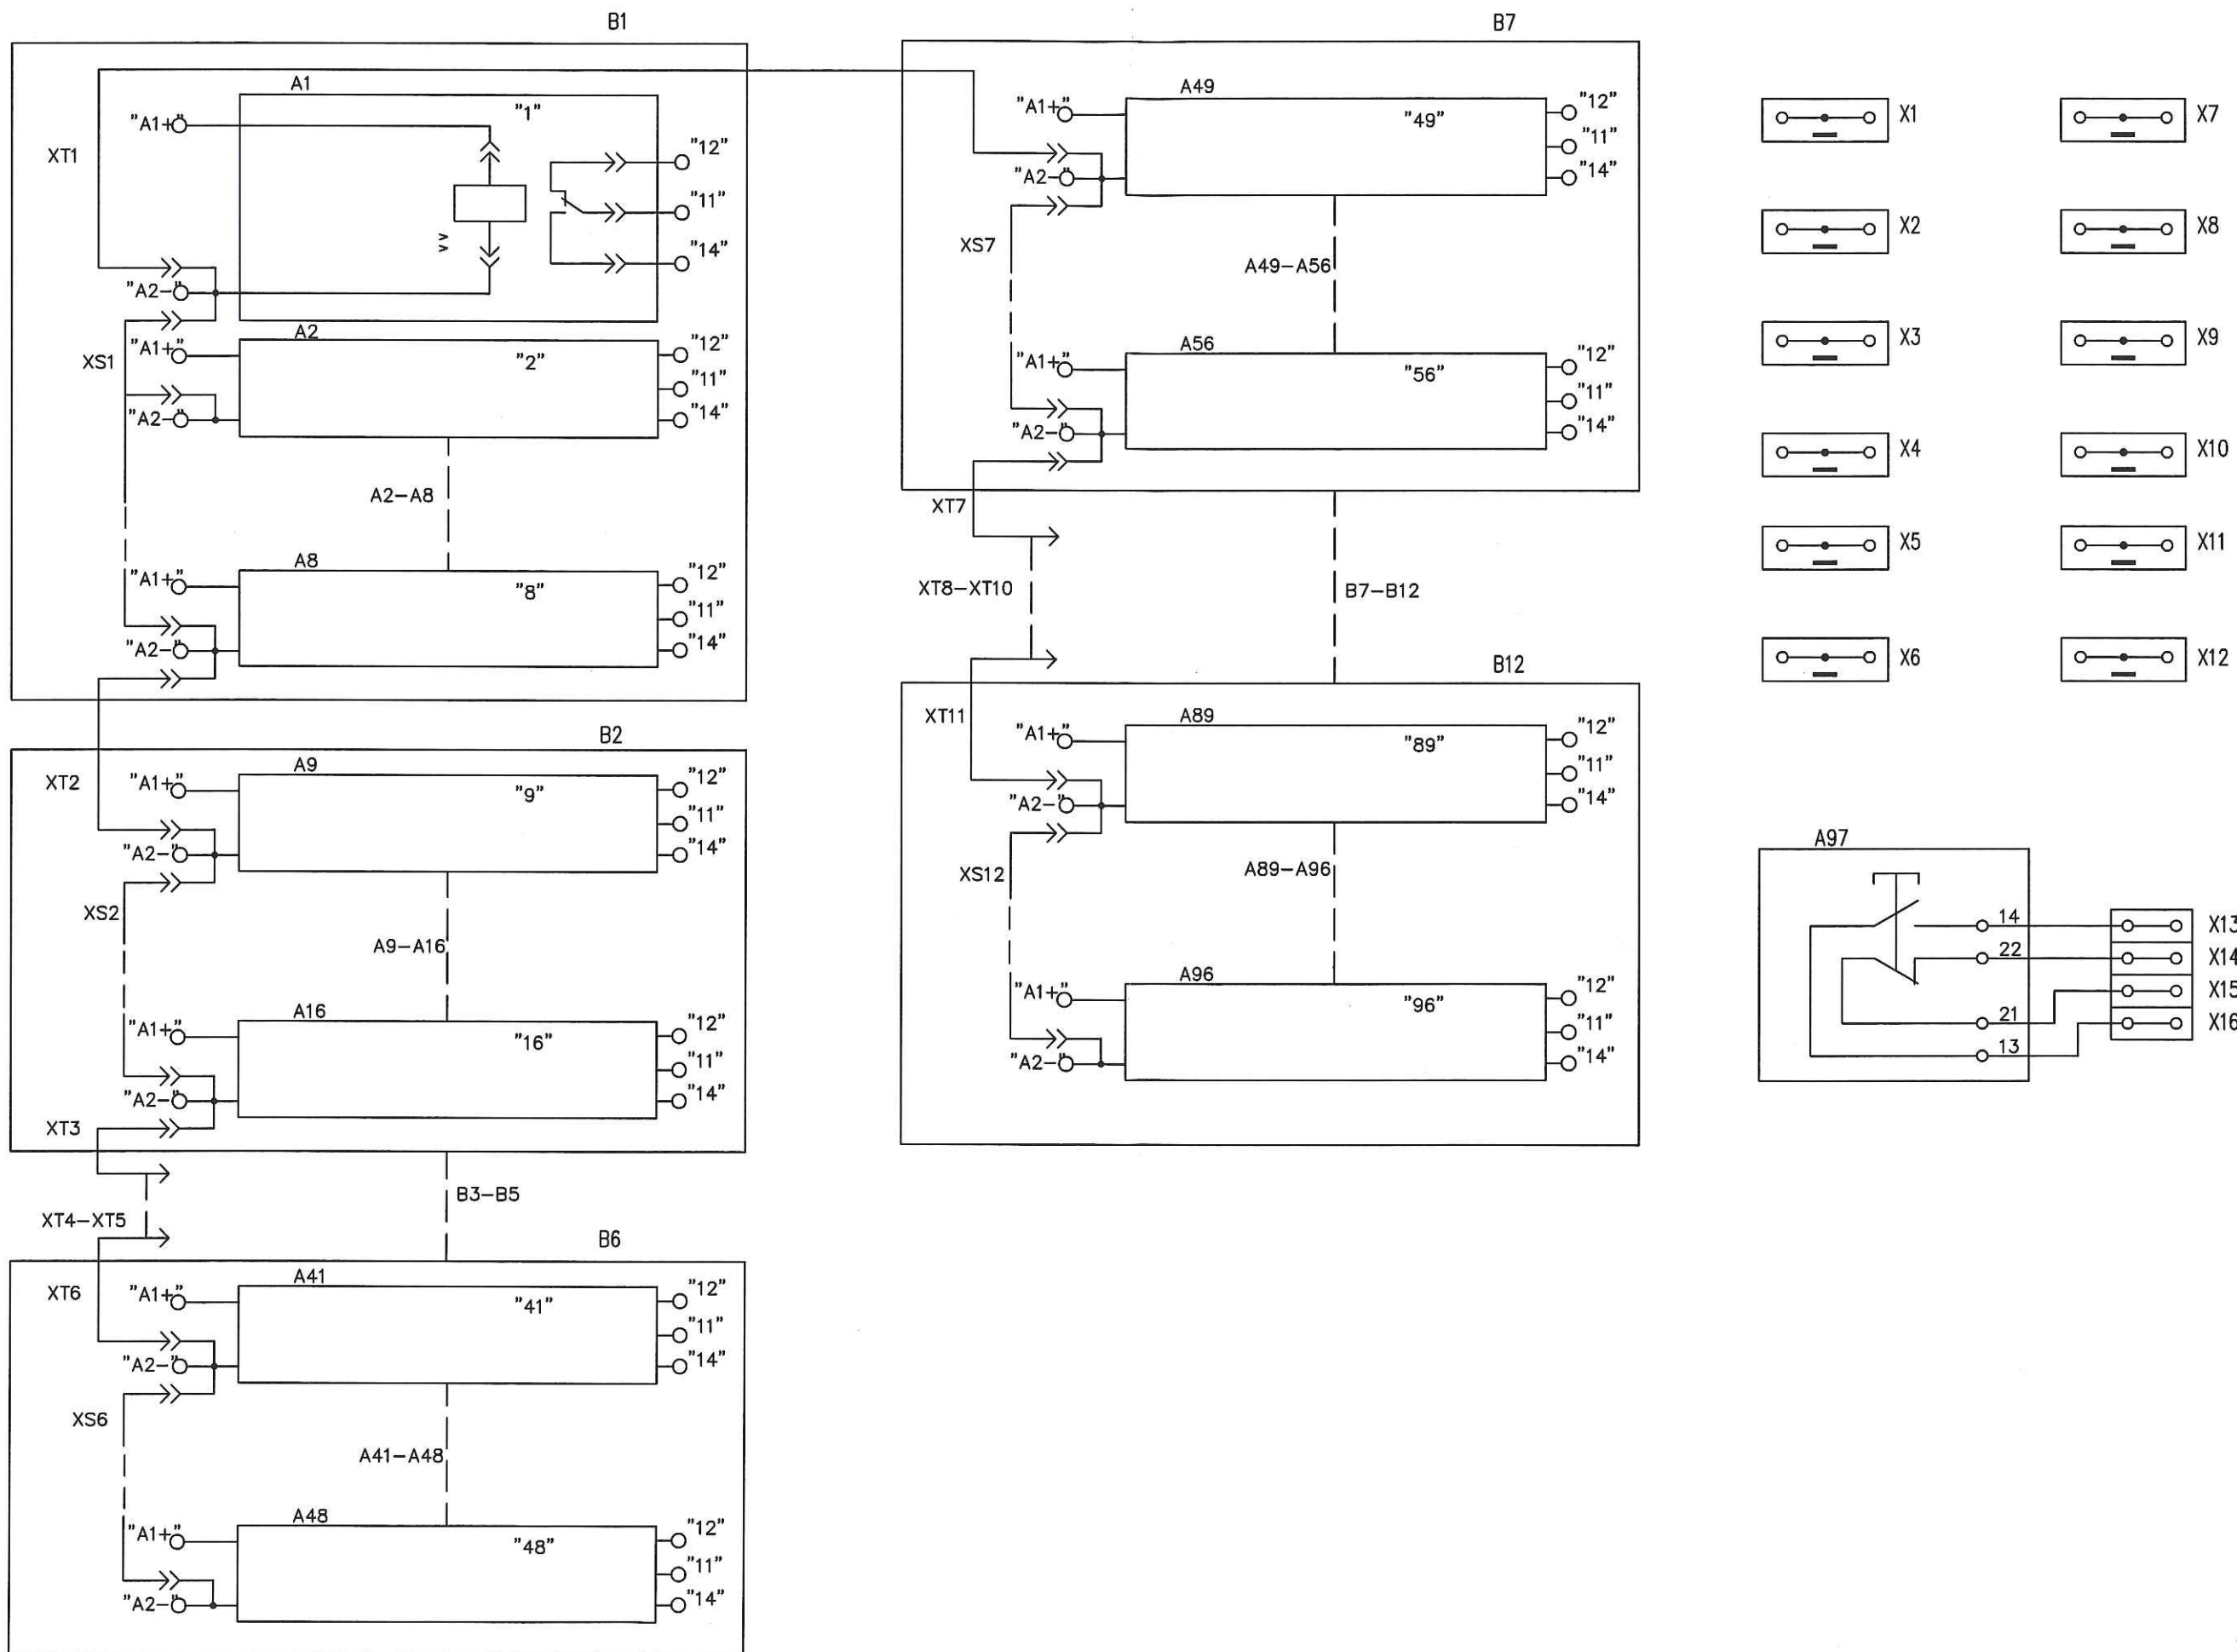 B1
A1
"1"
"A1+"
XT1
"12"
"11"
"14"
"A2-"
XS1
A2
"2"
"A1+"
"12"
"11"
"A2-"
"14"
A2-A8
A8
"8"
"A1+"
"12"
"11"
"A2-"
"14"
B2
XT2
A9
"9"
"A1+"
"12"
"11"
"A2-"
"14"
XS2
A9-A16
A16
"16"
"A1+"
"12"
"11"
"A2-"
"14"
XT3
B3-B5
XT4-XT5
B6
XT6
A41
"41"
"A1+"
"12"
"11"
"A2-"
"14"
XS6
A41-A48
A48
"48"
"A1+"
"12"
"11"
"A2-"
"14"
B7
A49
"49"
"A1+"
"12"
"11"
"A2-"
"14"
XS7
A49-A56
A56
"56"
"A1+"
"12"
"11"
"A2-"
"14"
XT7
XT8-XT10
B7-B12
B12
XT11
A89
"89"
"A1+"
"12"
"11"
"A2-"
"14"
XS12
A89-A96
A96
"96"
"A1+"
"12"
"11"
"A2-"
"14"
X1
X7
X2
X8
X3
X9
X4
X10
X5
X11
X6
X12
A97
14
X13
22
X14
X15
21
X16
13